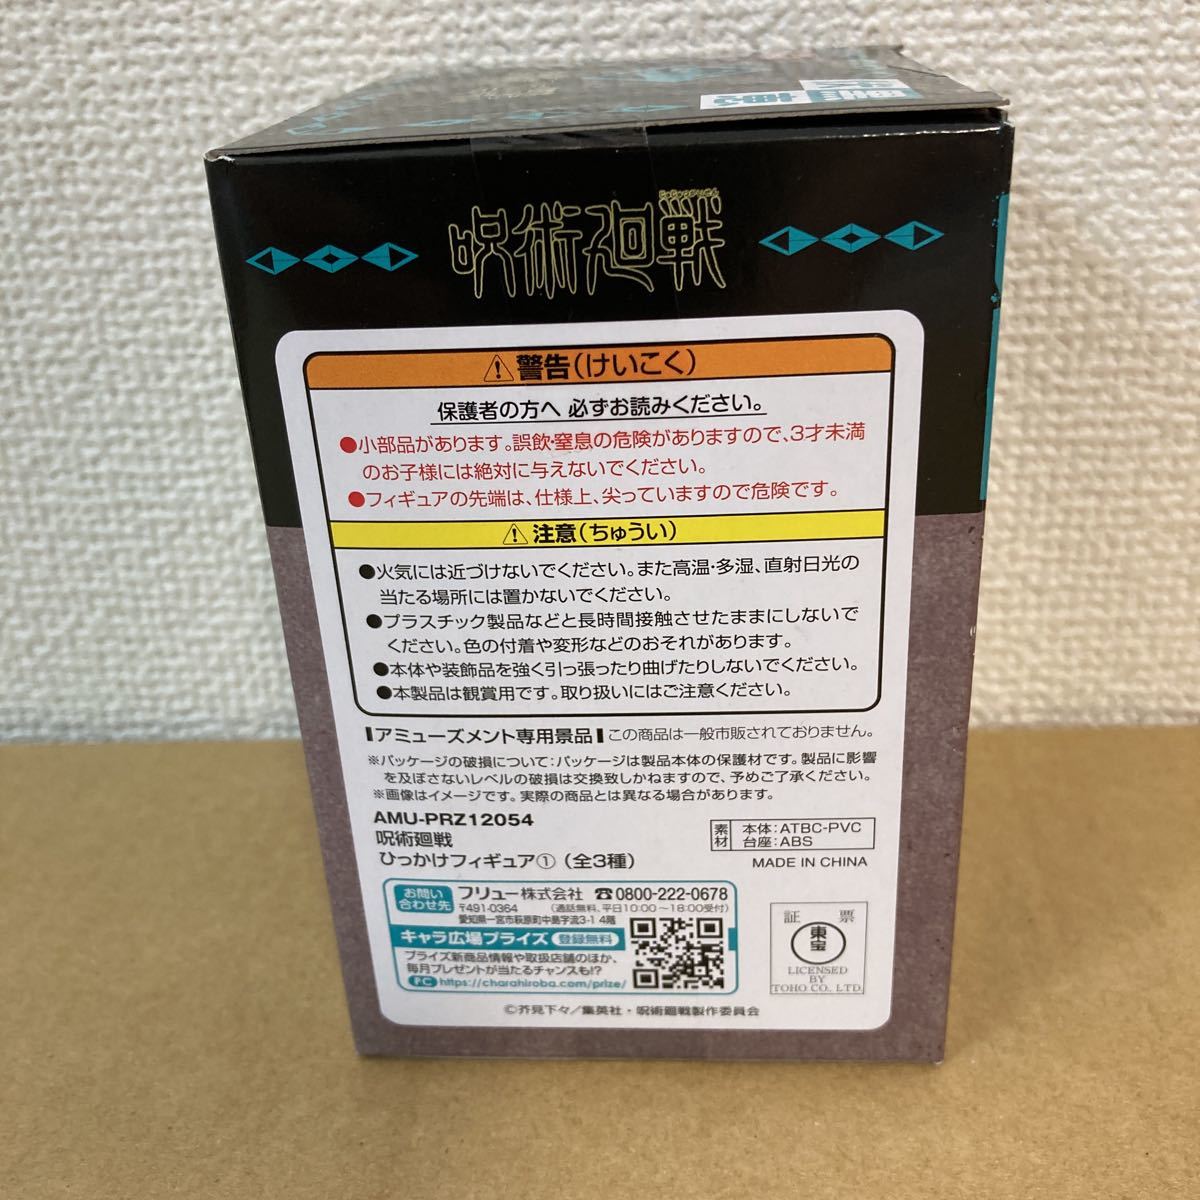 呪術廻戦
じゅじゅつかいせん
警告(けいこく)
保護者の方へ 必ずお読みください。
●小部品があります。誤飲・窒息の危険がありますので、3才未満
のお子様には絶対に与えないでください。
●フィギュアの先端は、仕様上、尖っていますので危険です。
注意(ちゅうい)
●火気には近づけないでください。また高温・多湿、直射日光の
当たる場所には置かないでください。
●プラスチック製品などと長時間接触させたままにしないで
ください。色の付着や変形などのおそれがあります。
●本体や装飾品を強く引っ張ったり曲げたりしないでください。
●本製品は観賞用です。取り扱いにはご注意ください。
アミューズメント専用景品 この商品は一般市販されておりません。
※パッケージの破損について:パッケージは製品本体の保護材です。製品に影響
を及ぼさないレベルの破損は交換致しかねますので、予めご了承ください。
※画像はイメージです。実際の商品とは異なる場合があります。
AMU-PRZ12054
呪術廻戦
ひっかけフィギュア① (全3種)
素材 本体:ATBC-PVC
台座:ABS
MADE IN CHINA
お問い合わせ先 フリュー株式会社 ☎0800-222-0678
〒491-0364 (通話無料、平日10:00~18:00受付)
愛知県一宮市萩原町中島字流3-1 4階
キャラ広場プライズ 登録無料
プライズ新商品情報や取扱店舗のほか、
毎月プレゼントが当たるチャンスも!?
PC https://charahiroba.com/prize/
証 票
東宝
LICENSED
BY
TOHO CO., LTD.
©芥見下々/集英社・呪術廻戦製作委員会